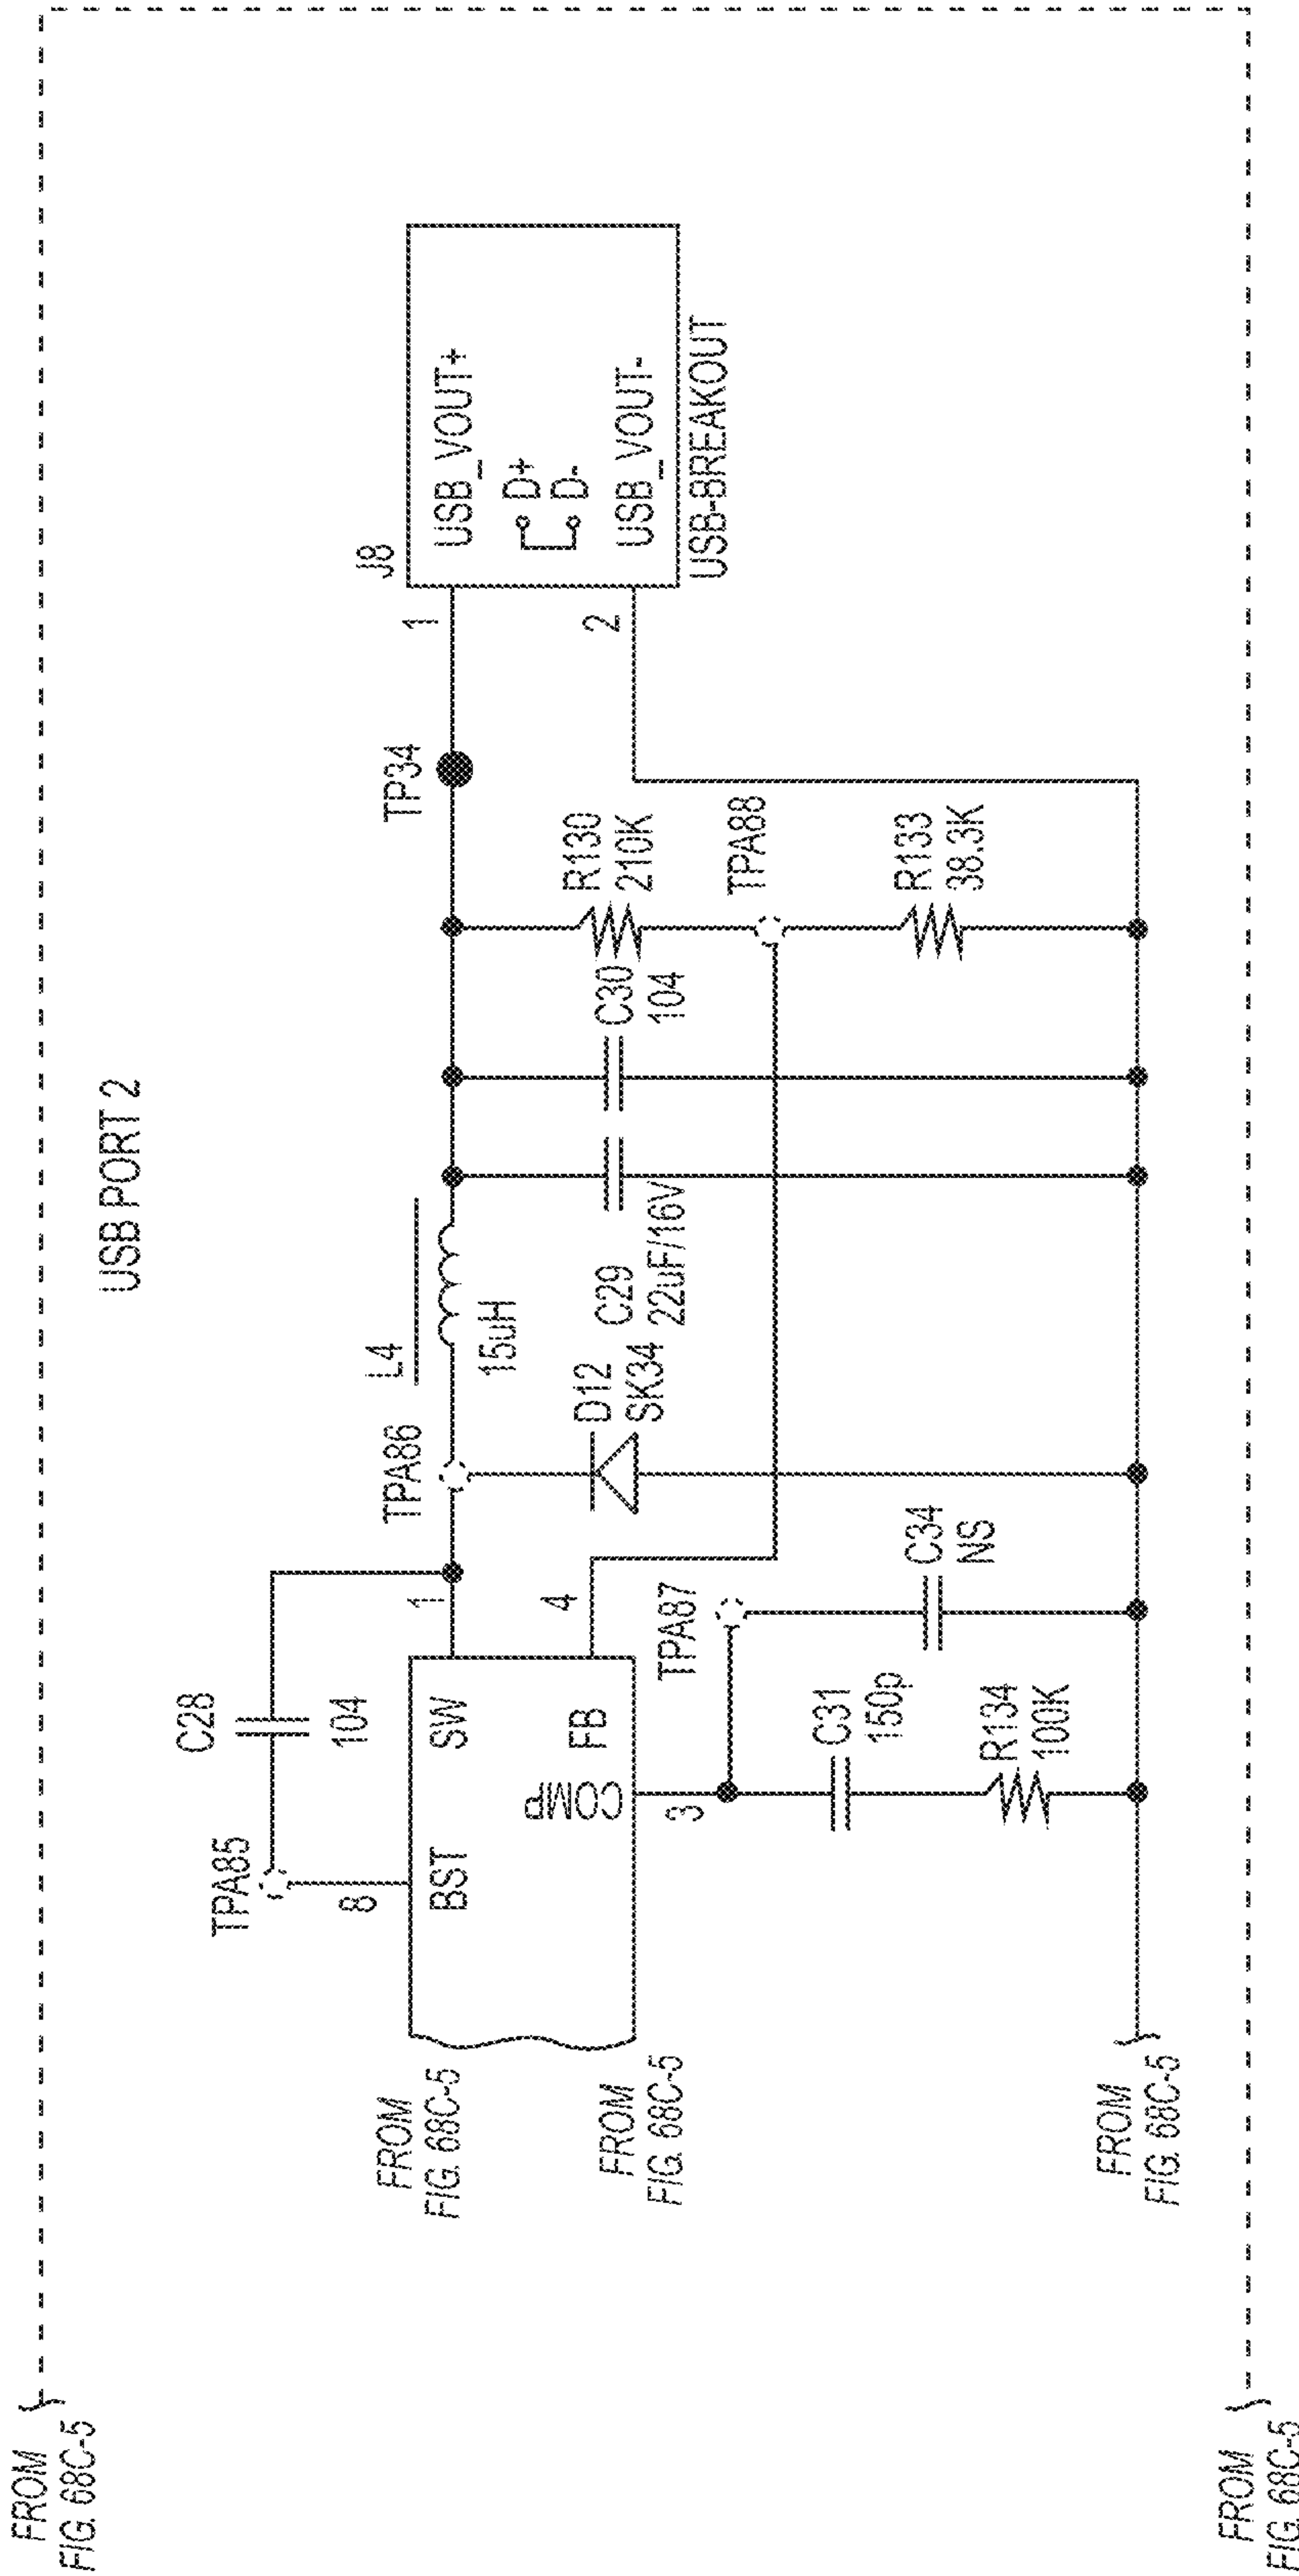 USB PORT 2
FROM
FIG. 68C-5
TPA85
C28
104
8
BST
SW
1
COMP
3
FB
4
FROM
FIG. 68C-5
FROM
FIG. 68C-5
TPA86
L4
15uH
D12
SK34
C29
22uF/16V
C30
104
R130
210K
TP34
TPA88
R133
38.3K
TPA87
C31
150p
R134
100K
C34
NS
J8
1
USB_VOUT+
D+
D-
2
USB_VOUT-
USB-BREAKOUT
FROM
FIG. 68C-5
FROM
FIG. 68C-5